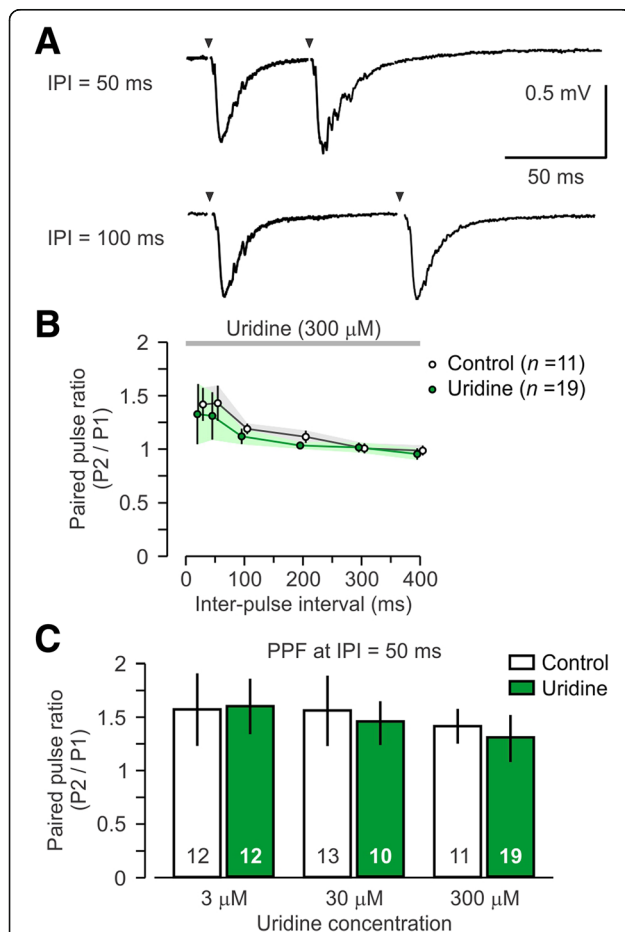 A
IPI = 50 ms
0.5 mV
50 ms
IPI = 100 ms
B
Uridine (300 μM)
Control (n =11)
Uridine (n =19)
Paired pulse ratio
(P2 / P1)
2
1.5
1
0.5
0
0 100 200 300 400
Inter-pulse interval (ms)
C
PPF at IPI = 50 ms
Control
Uridine
Paired pulse ratio
(P2 / P1)
2
1.5
1
0.5
0
12 12 13 10 11 19
3 μM 30 μM 300 μM
Uridine concentration